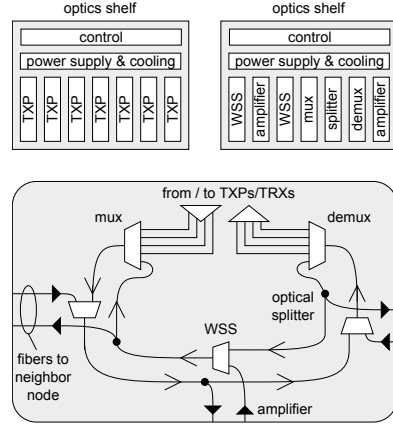 optics shelf
control
power supply & cooling
TXP
TXP
TXP
TXP
TXP
TXP
TXP
optics shelf
control
power supply & cooling
WSS
amplifier
WSS
mux
splitter
demux
amplifier
from / to TXPs/TRXs
mux
demux
optical
splitter
WSS
fibers to
neighbor
node
amplifier